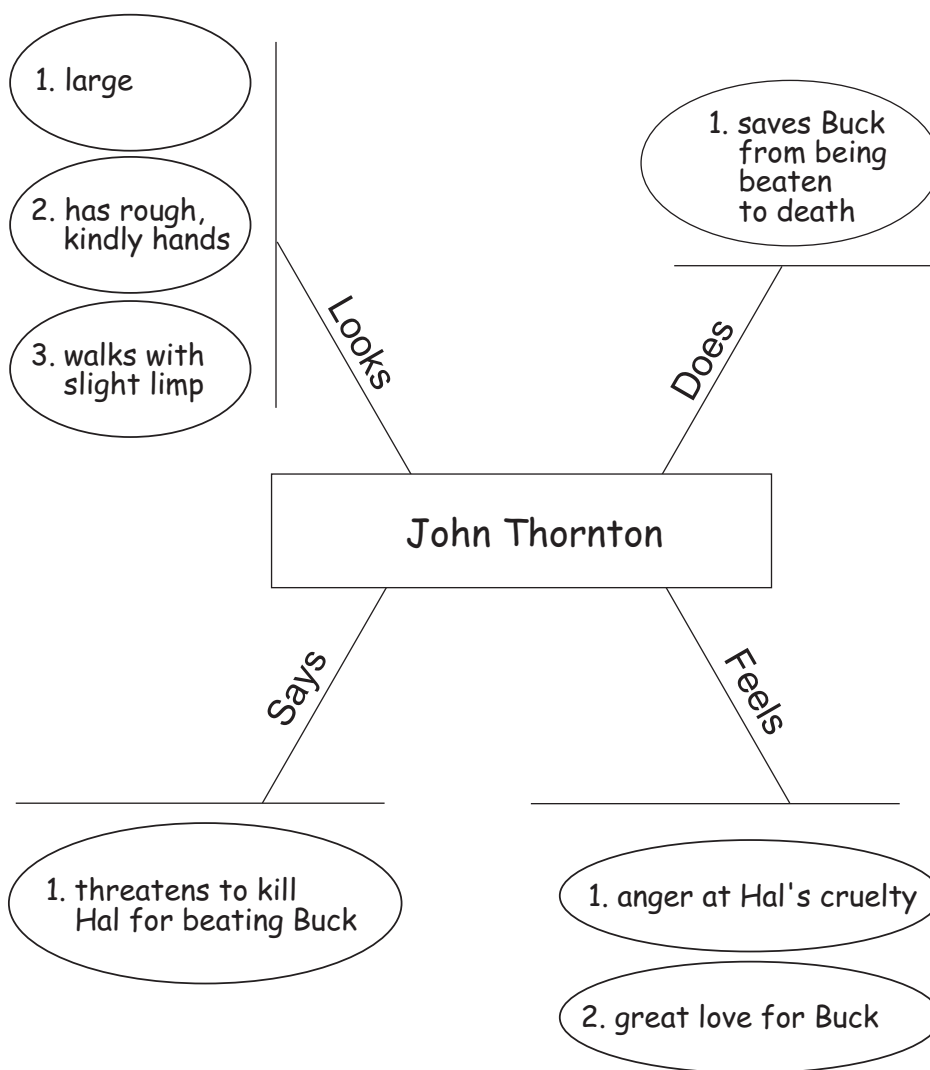 1. large
2. has rough,
kindly hands
3. walks with
slight limp
Looks
1. saves Buck
from being
beaten
to death
Does
John Thornton
Says
1. threatens to kill
Hal for beating Buck
Feels
1. anger at Hal's cruelty
2. great love for Buck